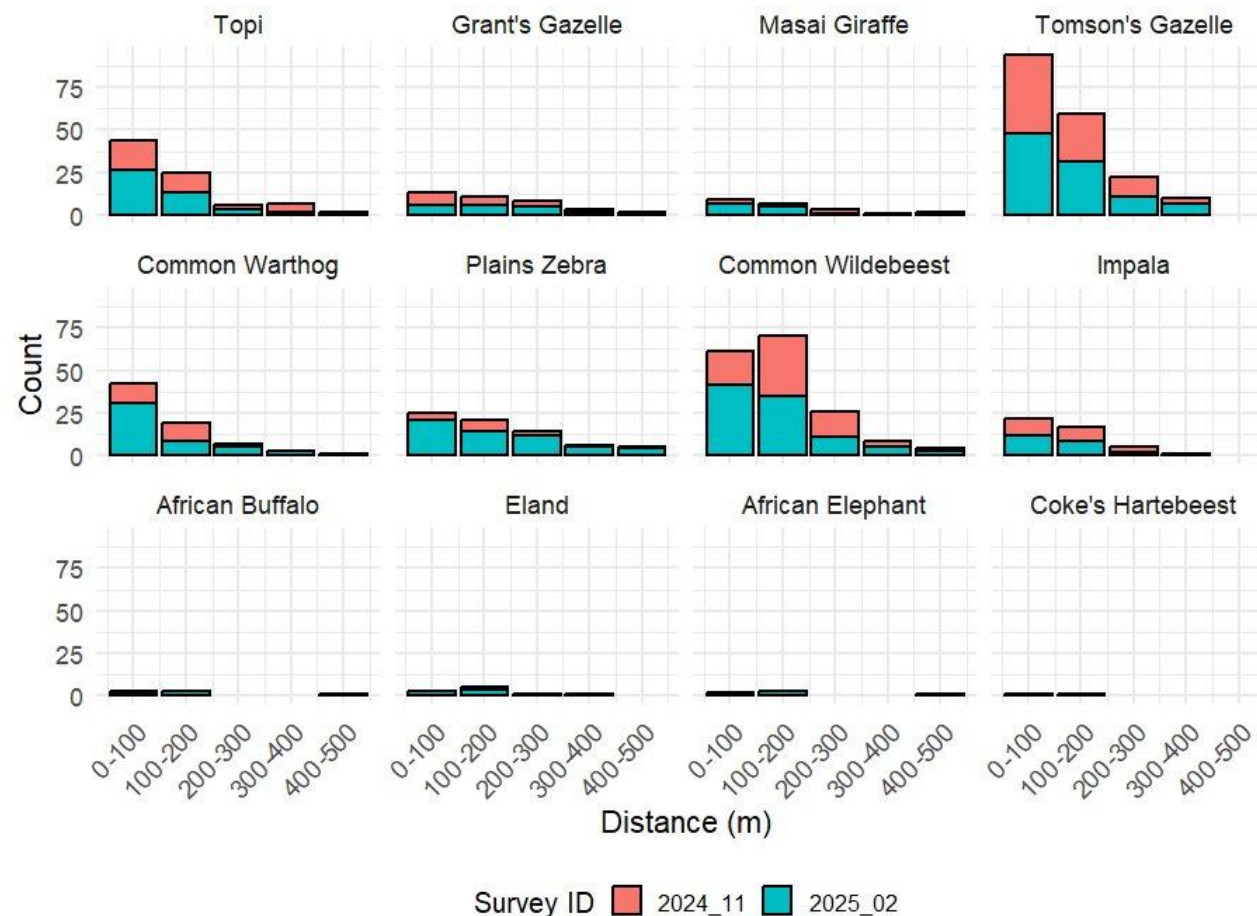 Topi Grant's Gazelle Masai Giraffe Tomson's Gazelle
75
50
25
0
Common Warthog Plains Zebra Common Wildebeest Impala
75
50
25
0
Count
African Buffalo Eland African Elephant Coke's Hartebeest
75
50
25
0
0-100 100-200 200-300 300-400 400-500 0-100 100-200 200-300 300-400 400-500 0-100 100-200 200-300 300-400 400-500 0-100 100-200 200-300 300-400 400-500
Distance (m)
Survey ID 2024_11 2025_02